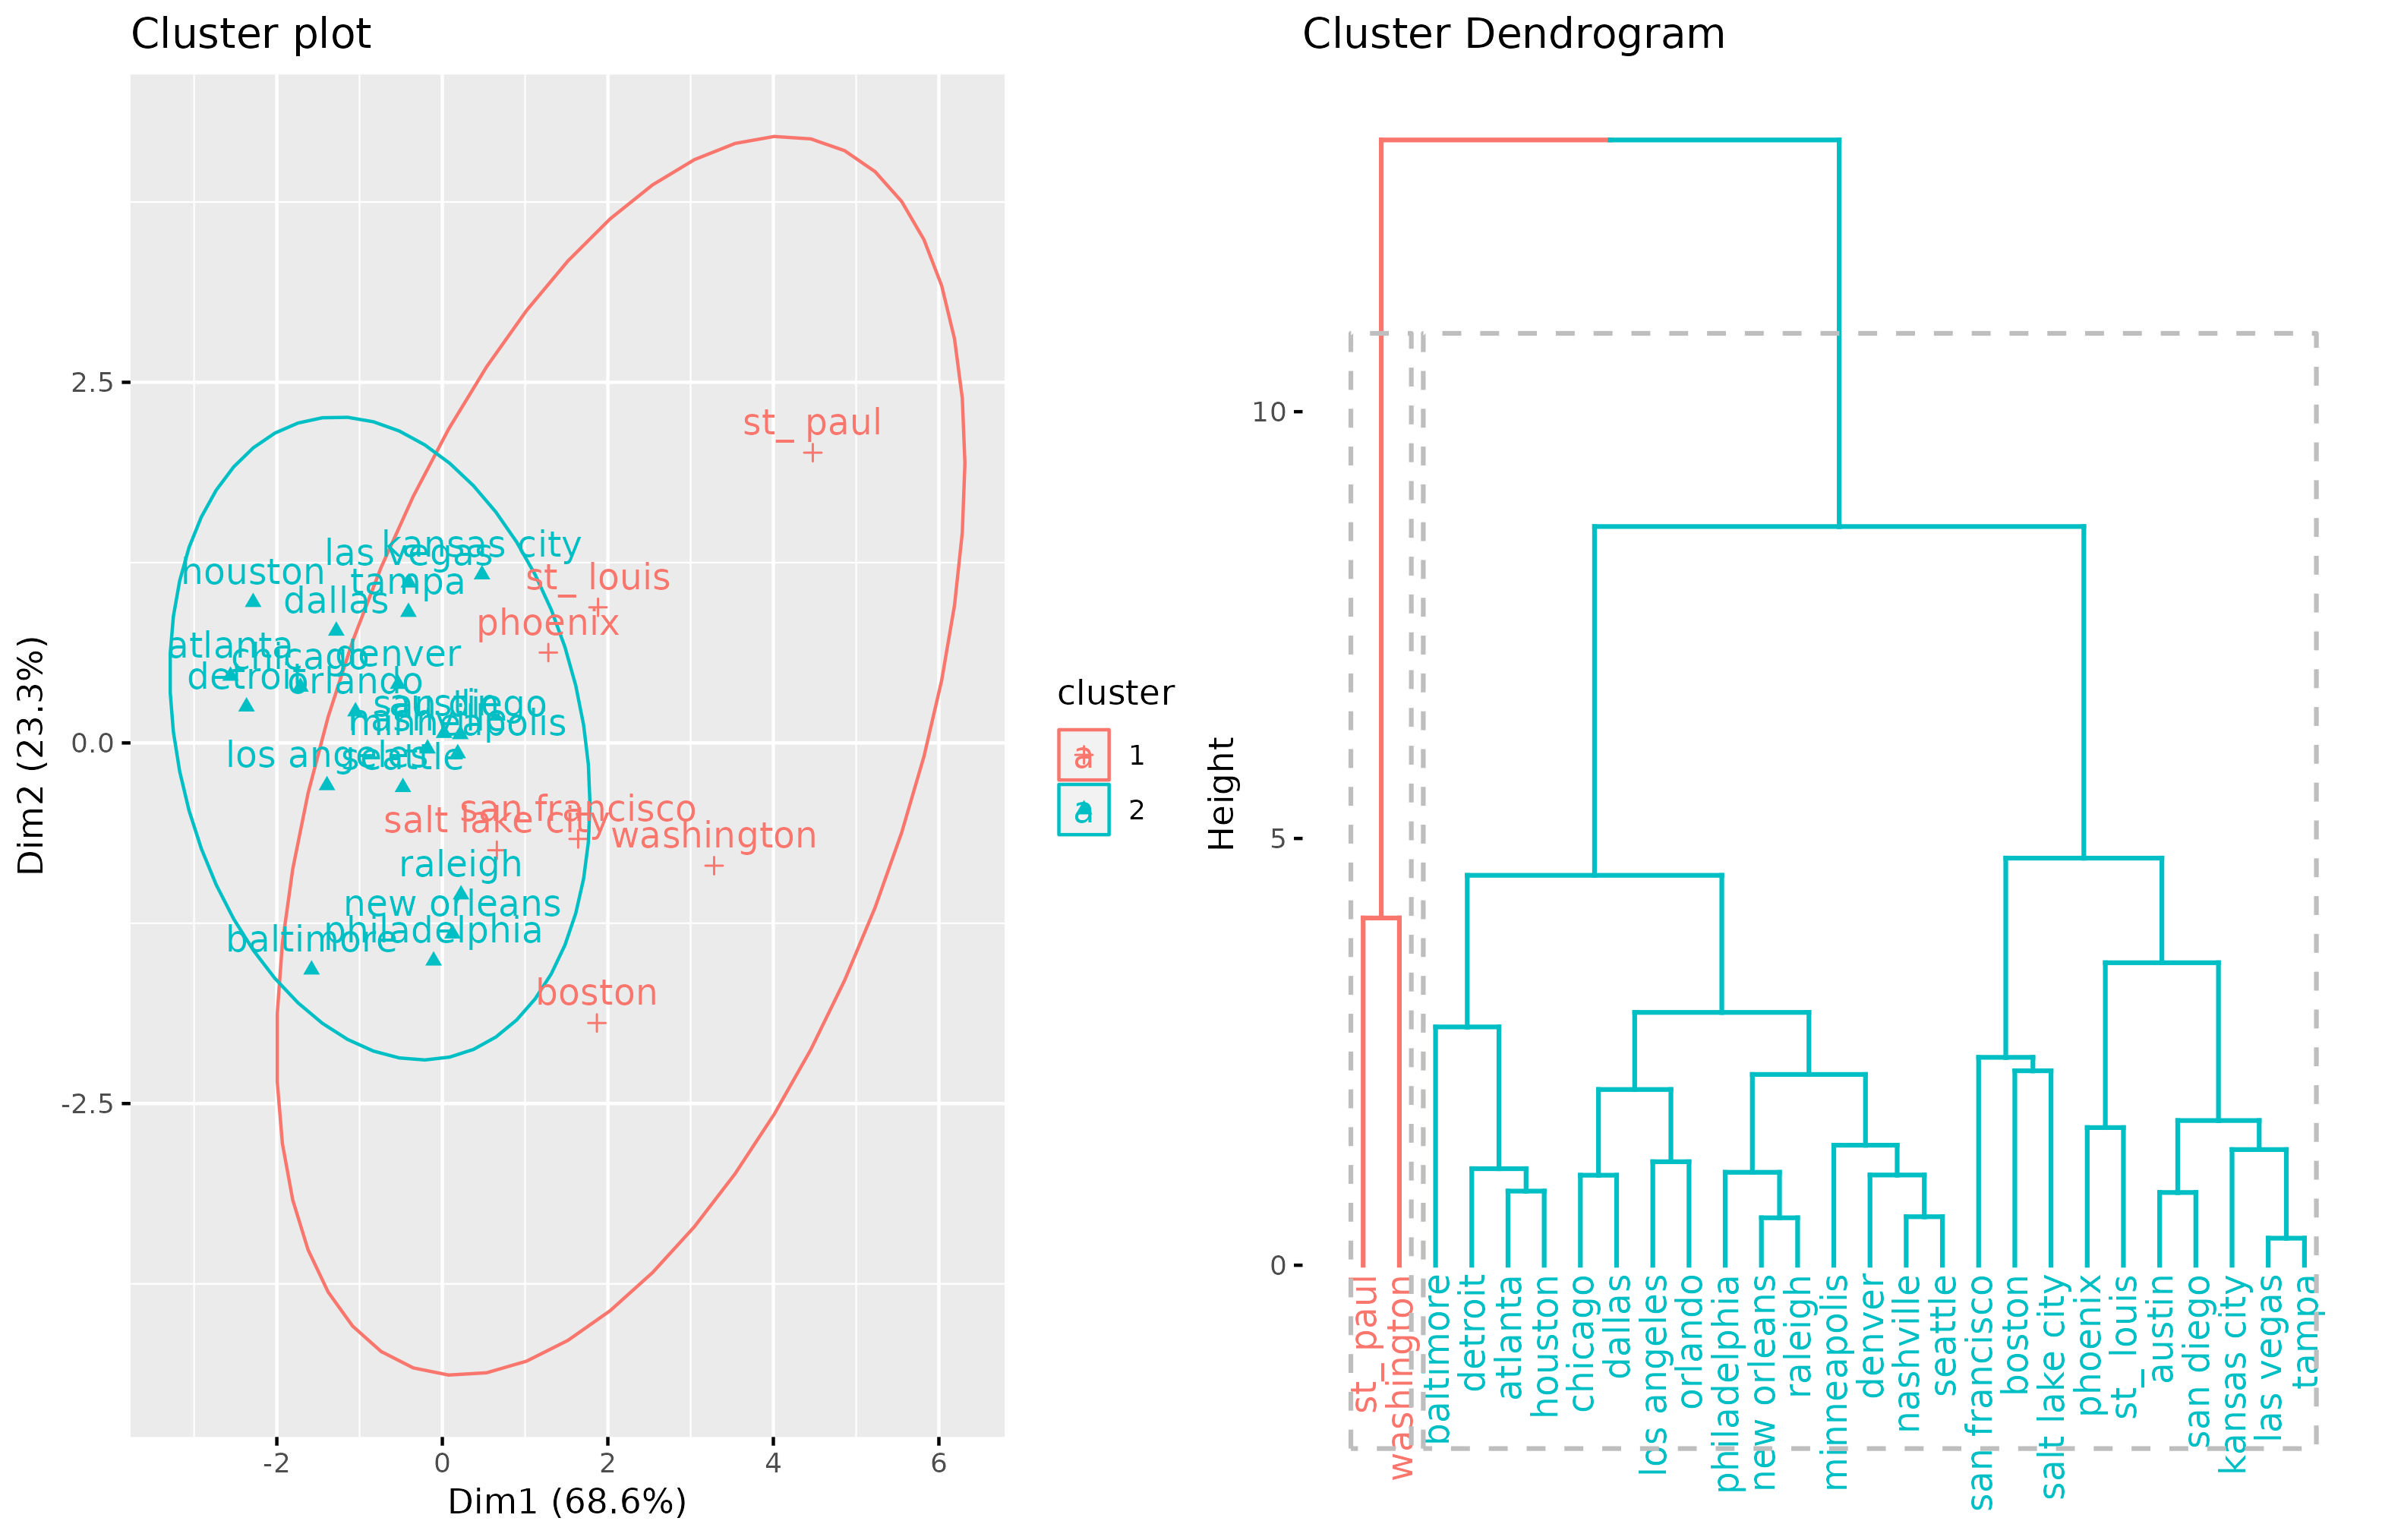 Cluster plot
Dim2 (23.3%)
2.5
0.0
-2.5
st_ paul
kansas city
las vegas
houston
tampa
st_ louis
dallas
phoenix
atlanta
chicago
denver
detroit
orlando
san diego
austin
nashville
minneapolis
los angeles
seattle
san francisco
salt lake city
washington
raleigh
new orleans
philadelphia
baltimore
boston
-2
0
2
4
6
Dim1 (68.6%)
cluster
a 1
a 2
Cluster Dendrogram
Height
10
5
0
st_ paul
washington
baltimore
detroit
atlanta
houston
chicago
dallas
los angeles
orlando
philadelphia
new orleans
raleigh
minneapolis
denver
nashville
seattle
san francisco
boston
salt lake city
phoenix
st_ louis
austin
san diego
kansas city
las vegas
tampa